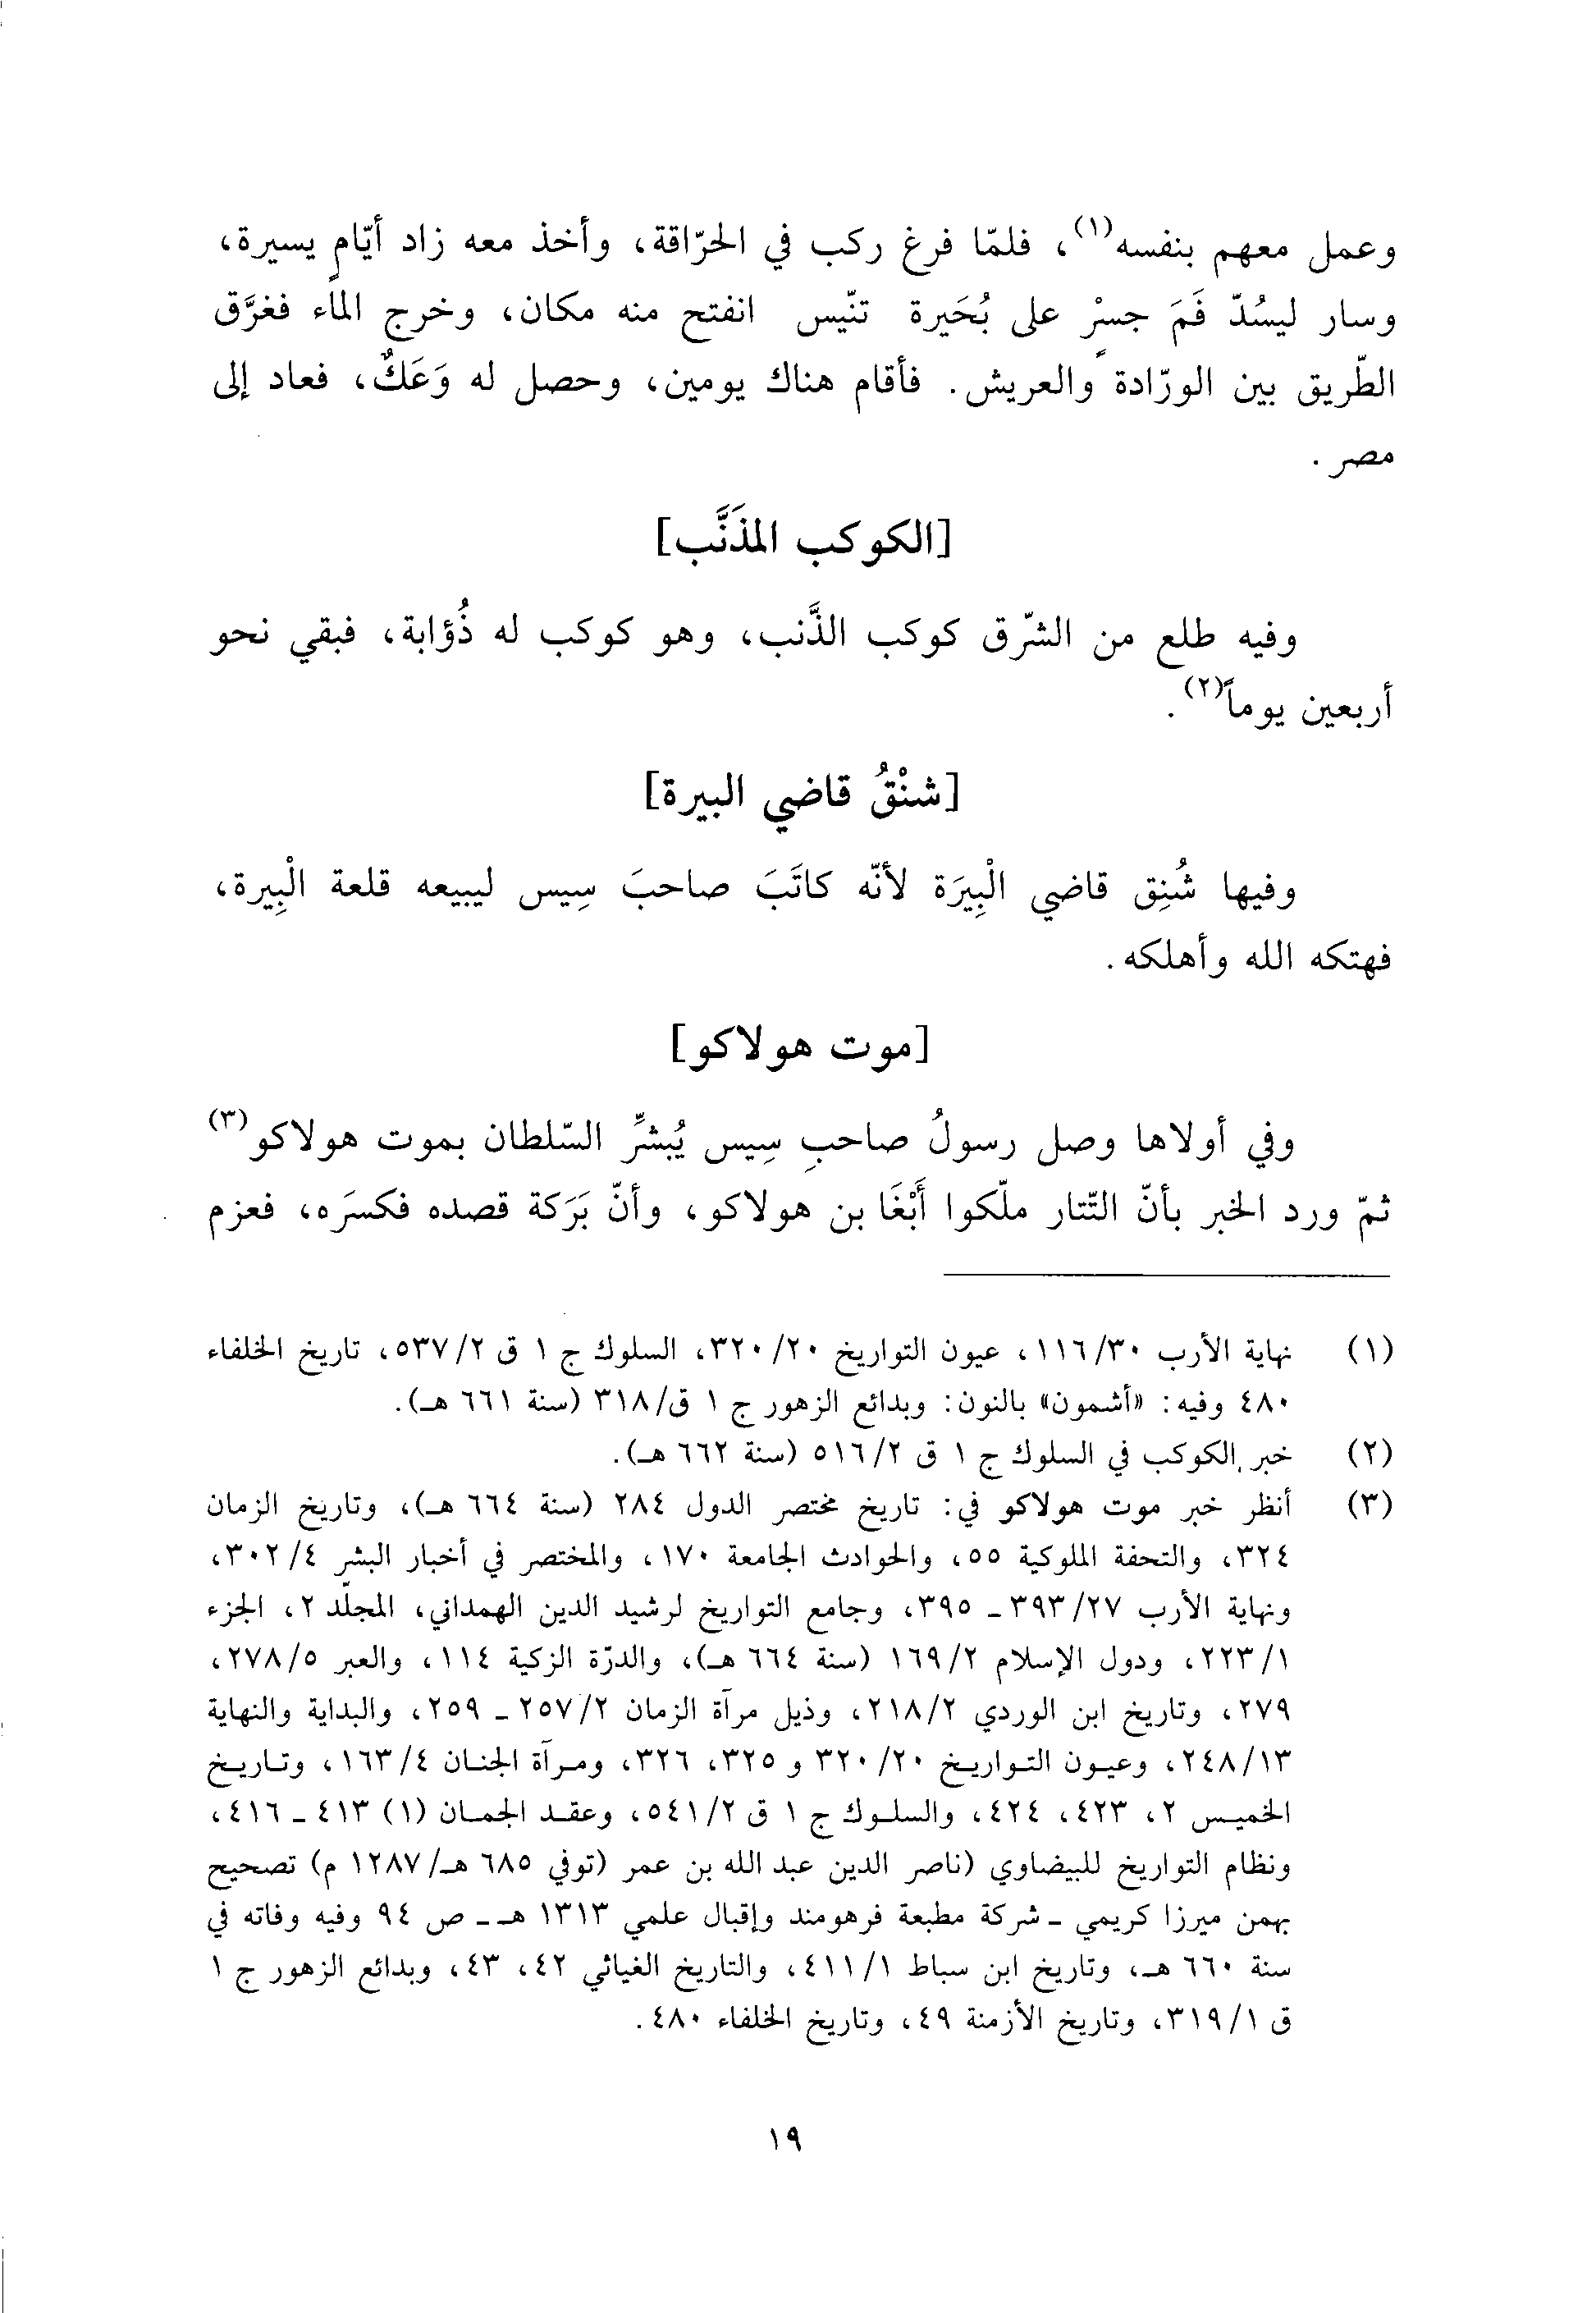 وعمل معهم بنفسه(١)، فلمّا فرغ ركب في الحرّاقة، وأخذ معه زاد أيّام يسيرة،
وسار ليسُدّ فَمَ جسرْ على بُحَيرة تنّيس انفتح منه مكان، وخرج الماء فغرَّق
الطّريق بين الورّادة والعريش. فأقام هناك يومين، وحصل له وَعَكٌ، فعاد إلى
مصر.
[الكوكب المذَنَّب]
وفيه طلع من الشرّق كوكب الذَّنب، وهو كوكب له ذُؤابة، فبقي نحو
أربعين يوماً(٢).
[شنْقُ قاضي البيرة]
وفيها شُنِق قاضي الْبِيرَة لأنّه كاتَبَ صاحبَ سِيس ليبيعه قلعة الْبِيرة،
فهتكه الله وأهلكه.
[موت هولاكو]
وفي أولاها وصل رسولُ صاحبِ سِيس يُبشرِّ السّلطان بموت هولاكو(٣)
ثمّ ورد الخبر بأنّ التّتار ملّكوا أَبْغَا بن هولاكو، وأنّ بَرَكة قصده فكسرَه، فعزم
(١) نهاية الأرب ١١٦/٣٠، عيون التواريخ ٣٢٠/٢٠، السلوك ج ١ ق ٥٣٧/٢، تاريخ الخلفاء
٤٨٠ وفيه: «أشمون» بالنون: وبدائع الزهور ج ١ ق/٣١٨ (سنة ٦٦١ هـ).
(٢) خبر الكوكب في السلوك ج ١ ق ٥١٦/٢ (سنة ٦٦٢ هـ).
(٣) أنظر خبر موت هولاكو في: تاريخ مختصر الدول ٢٨٤ (سنة ٦٦٤ هـ)، وتاريخ الزمان
٣٢٤، والتحفة الملوكية ٥٥، والحوادث الجامعة ١٧٠، والمختصر في أخبار البشر ٣٠٢/٤،
ونهاية الأرب ٣٩٣/٢٧ - ٣٩٥، وجامع التواريخ لرشيد الدين الهمداني، المجلّد ٢، الجزء
٢٢٣/١، ودول الإسلام ١٦٩/٢ (سنة ٦٦٤ هـ)، والدرّة الزكية ١١٤، والعبر ٢٧٨/٥،
٢٧٩، وتاريخ ابن الوردي ٢١٨/٢، وذيل مرآة الزمان ٢٥٧/٢ - ٢٥٩، والبداية والنهاية
٢٤٨/١٣، وعيون التواريخ ٣٢٠/٢٠ و ٣٢٥، ٣٢٦، ومرآة الجنان ١٦٣/٤، وتاريخ
الخميس ٢، ٤٢٣، ٤٢٤، والسلوك ج ١ ق ٥٤١/٢، وعقد الجمان (١) ٤١٣ - ٤١٦،
ونظام التواريخ للبيضاوي (ناصر الدين عبد الله بن عمر (توفي ٦٨٥ هـ/١٢٨٧ م) تصحيح
بهمن ميرزا كريمي - شركة مطبعة فرهومند وإقبال علمي ١٣١٣ هـ - ص ٩٤ وفيه وفاته في
سنة ٦٦٠ هـ، وتاريخ ابن سباط ٤١١/١، والتاريخ الغياثي ٤٢، ٤٣، وبدائع الزهور ج ١
ق ٣١٩/١، وتاريخ الأزمنة ٤٩، وتاريخ الخلفاء ٤٨٠.
١٩